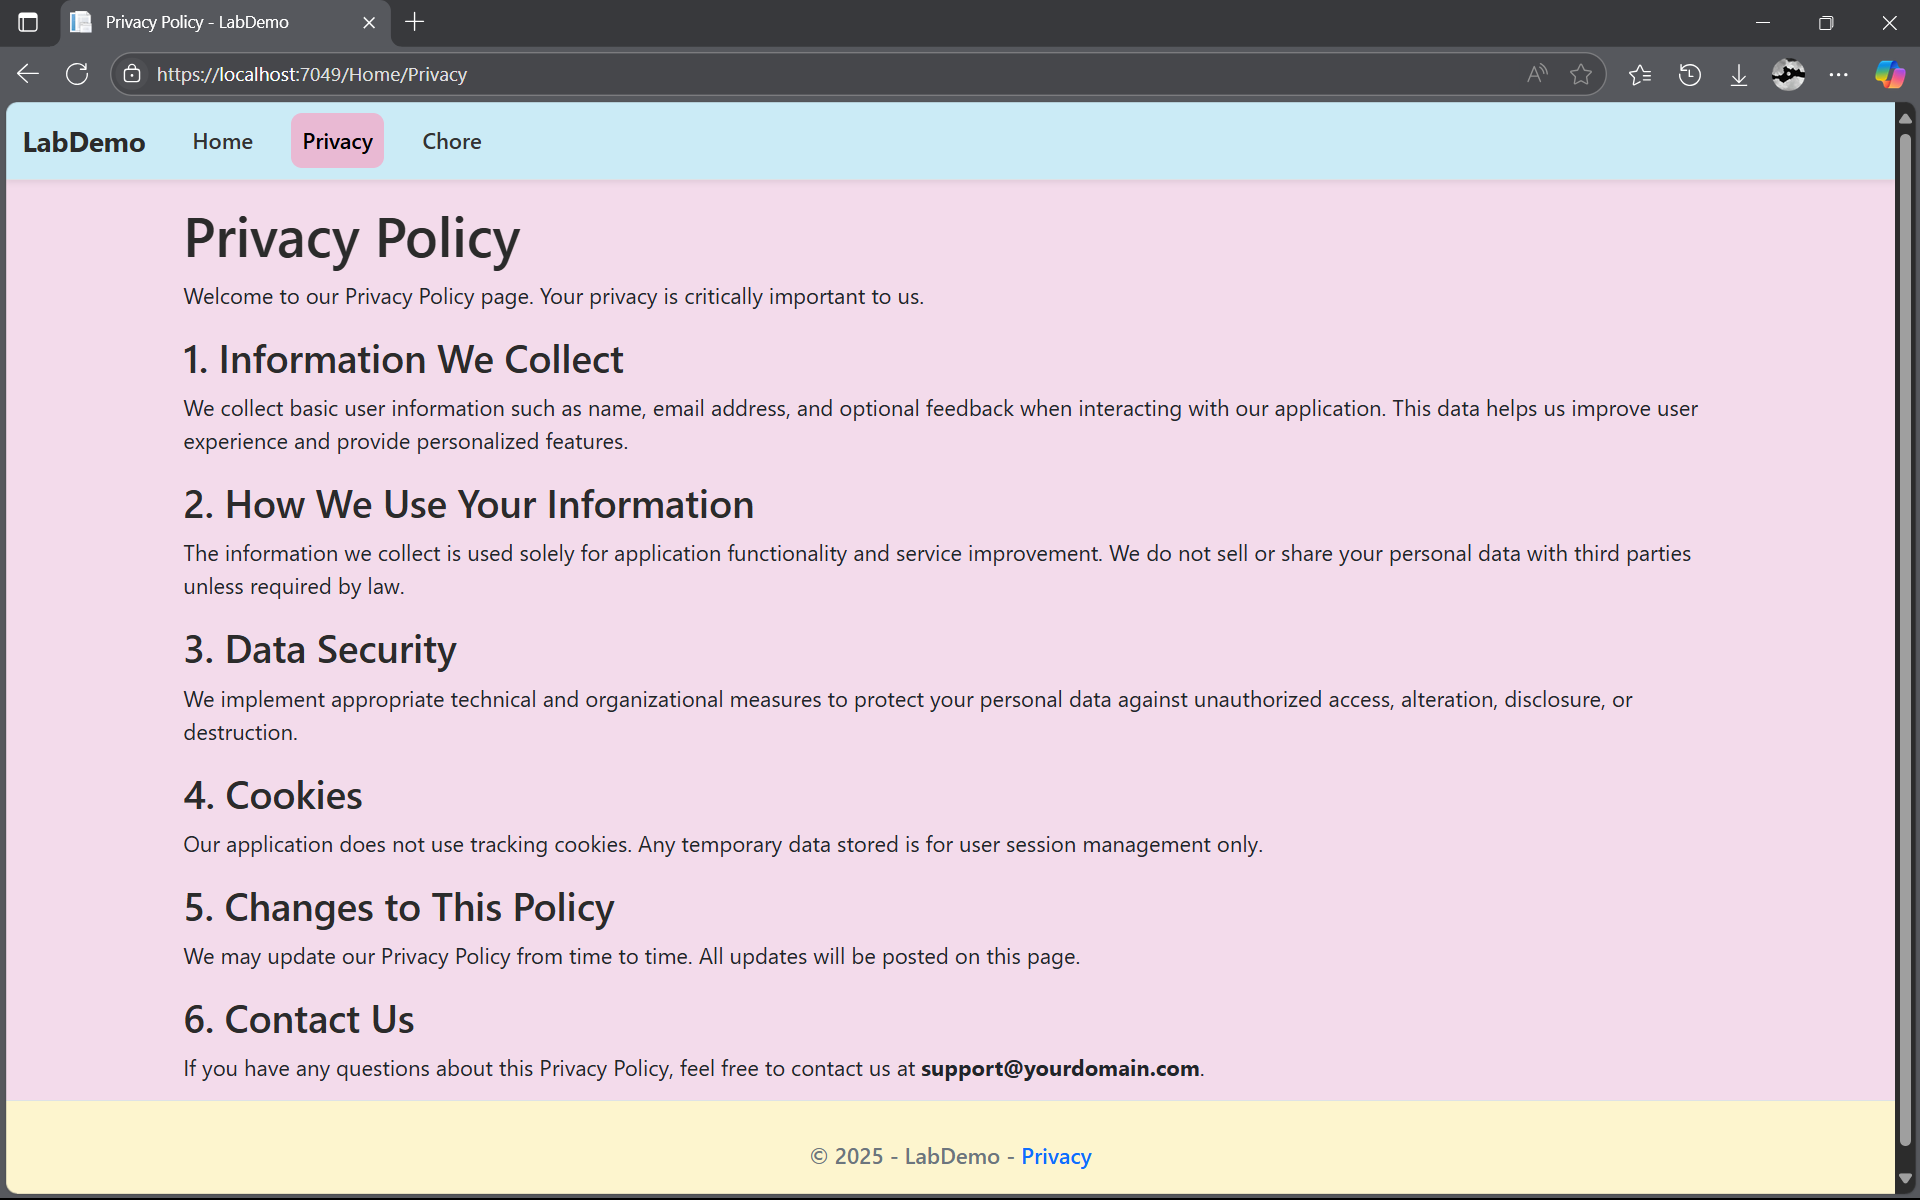 Privacy Policy - LabDemo
https://localhost:7049/Home/Privacy
LabDemo Home Privacy Chore
Privacy Policy
Welcome to our Privacy Policy page. Your privacy is critically important to us.
1. Information We Collect
We collect basic user information such as name, email address, and optional feedback when interacting with our application. This data helps us improve user
experience and provide personalized features.
2. How We Use Your Information
The information we collect is used solely for application functionality and service improvement. We do not sell or share your personal data with third parties
unless required by law.
3. Data Security
We implement appropriate technical and organizational measures to protect your personal data against unauthorized access, alteration, disclosure, or
destruction.
4. Cookies
Our application does not use tracking cookies. Any temporary data stored is for user session management only.
5. Changes to This Policy
We may update our Privacy Policy from time to time. All updates will be posted on this page.
6. Contact Us
If you have any questions about this Privacy Policy, feel free to contact us at support@yourdomain.com.
© 2025 - LabDemo - Privacy